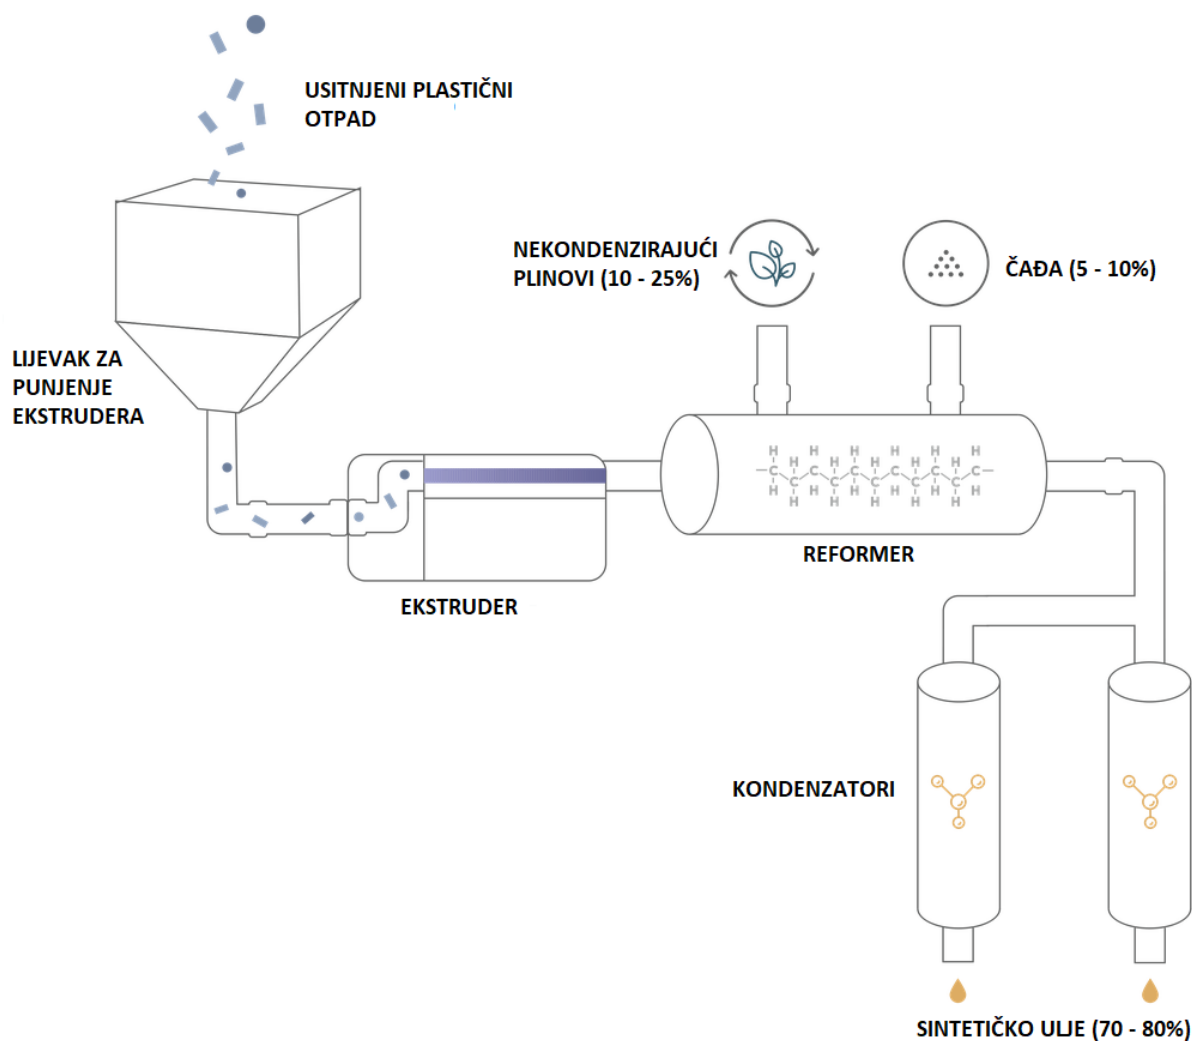 USITNJENI PLASTIČNI
OTPAD
NEKONDENZIRAJUĆI
PLINOVI (10 - 25%)
ČAĐA (5 - 10%)
LIJEVAK ZA
PUNJENJE
EKSTRUDERA
H H H H H H
H H H H H
C C C C C C
C C C C C
H H H H H H
H H H H H
REFORMER
EKSTRUDER
KONDENZATORI
SINTETIČKO ULJE (70 - 80%)